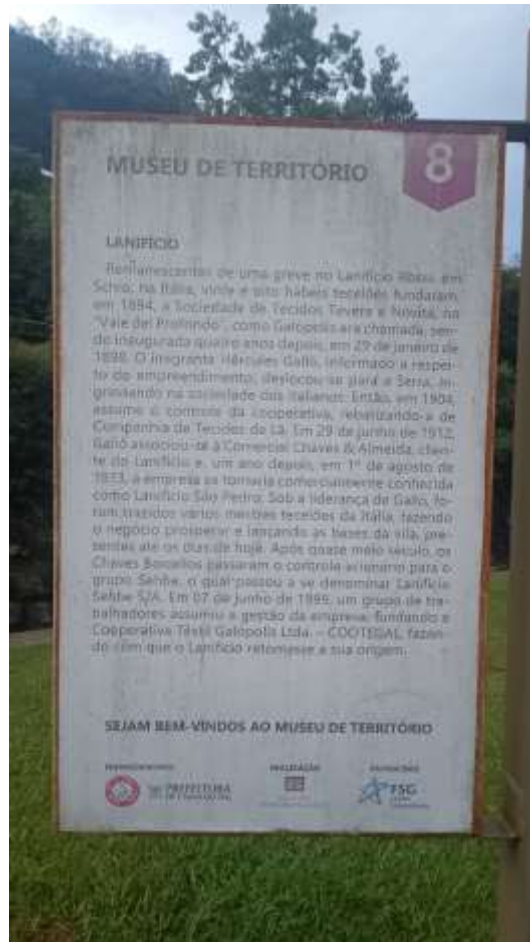 MUSEU DE TERRITÓRIO
8
LANIFÍCIO
Remanescentes de uma greve no Lanifício Rossi, em
Schio, na Itália, vinte e oito hábeis tecelões fundaram,
em 1894, a Sociedade de Tecidos Tevere e Novità, no
"Vale del Profondo", como Galópolis era chamada, sen-
do inaugurada quatro anos depois, em 29 de janeiro de
1898. O imigrante Hércules Galló, informado a respei-
to do empreendimento, deslocou-se para a Serra, in-
gressando na sociedade dos italianos. Então, em 1904,
assume o controle da cooperativa, rebatizando-a de
Companhia de Tecidos de Lã. Em 29 de junho de 1912,
Galló associou-se à Comercial Chaves & Almeida, clien-
te do Lanifício e, um ano depois, em 1º de agosto de
1913, a empresa se tornaria comercialmente conhecida
como Lanifício São Pedro. Sob a liderança de Galló, fo-
ram trazidos vários mestres tecelões da Itália, fazendo
o negócio prosperar e lançando as bases da vila, pre-
sentes até os dias de hoje. Após quase meio século, os
Chaves Barcellos passaram o controle acionário para o
grupo Sehbe, o qual passou a se denominar Lanifício
Sehbe S/A. Em 07 de junho de 1999, um grupo de tra-
balhadores assumiu a gestão da empresa, fundando a
Cooperativa Têxtil Galópolis Ltda. - COOTEGAL, fazen-
do com que o Lanifício retornasse a sua origem.
SEJAM BEM-VINDOS AO MUSEU DE TERRITÓRIO
REALIZAÇÃO
PREFEITURA
FSG